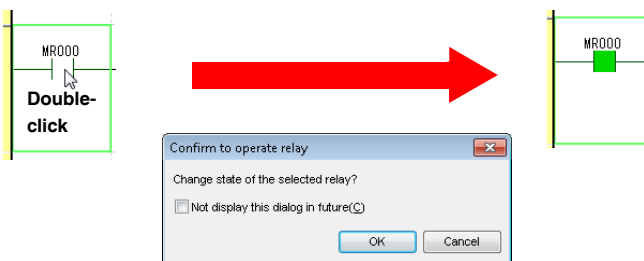 MR000
Double-
click
MR000
Confirm to operate relay
Change state of the selected relay?
Not display this dialog in future(C)
OK Cancel